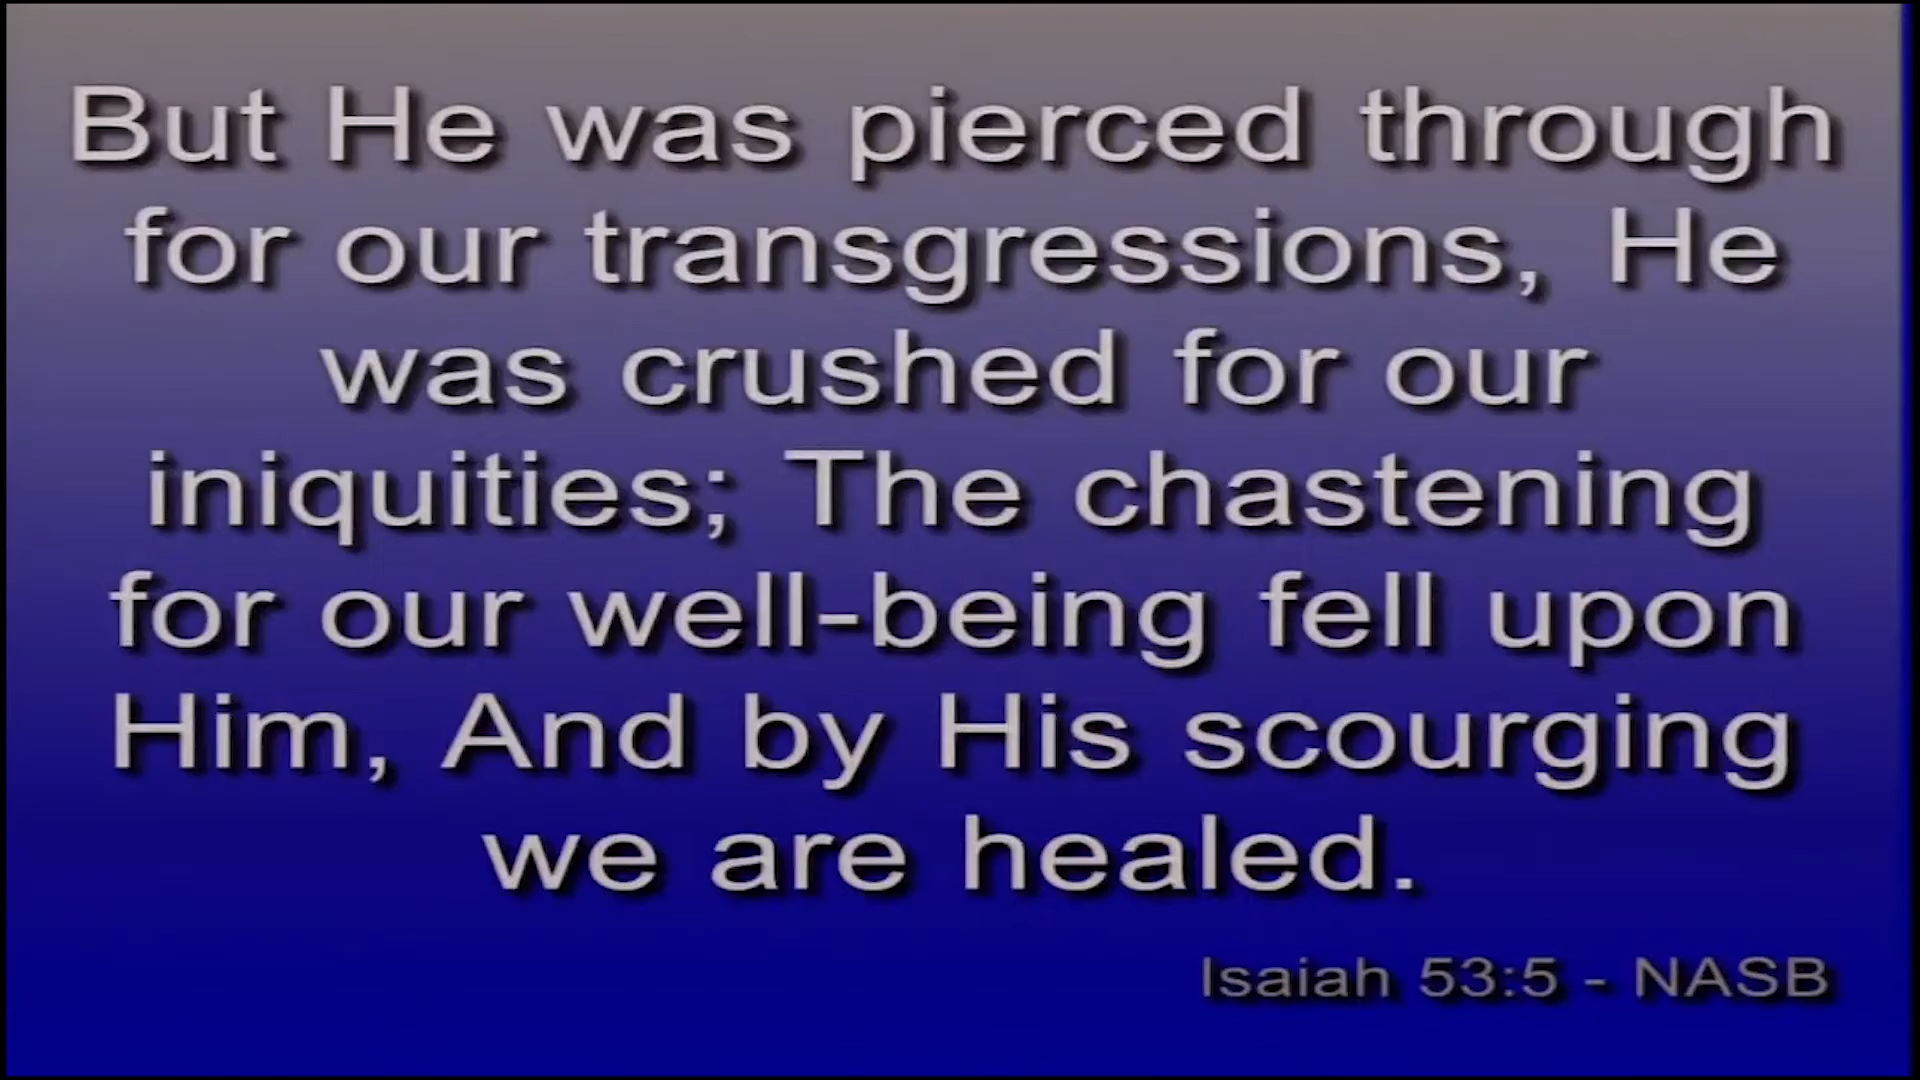 But He was pierced through
for our transgressions, He
was crushed for our
iniquities; The chastening
for our well-being fell upon
Him, And by His scourging
we are healed.
Isaiah 53:5 - NASB